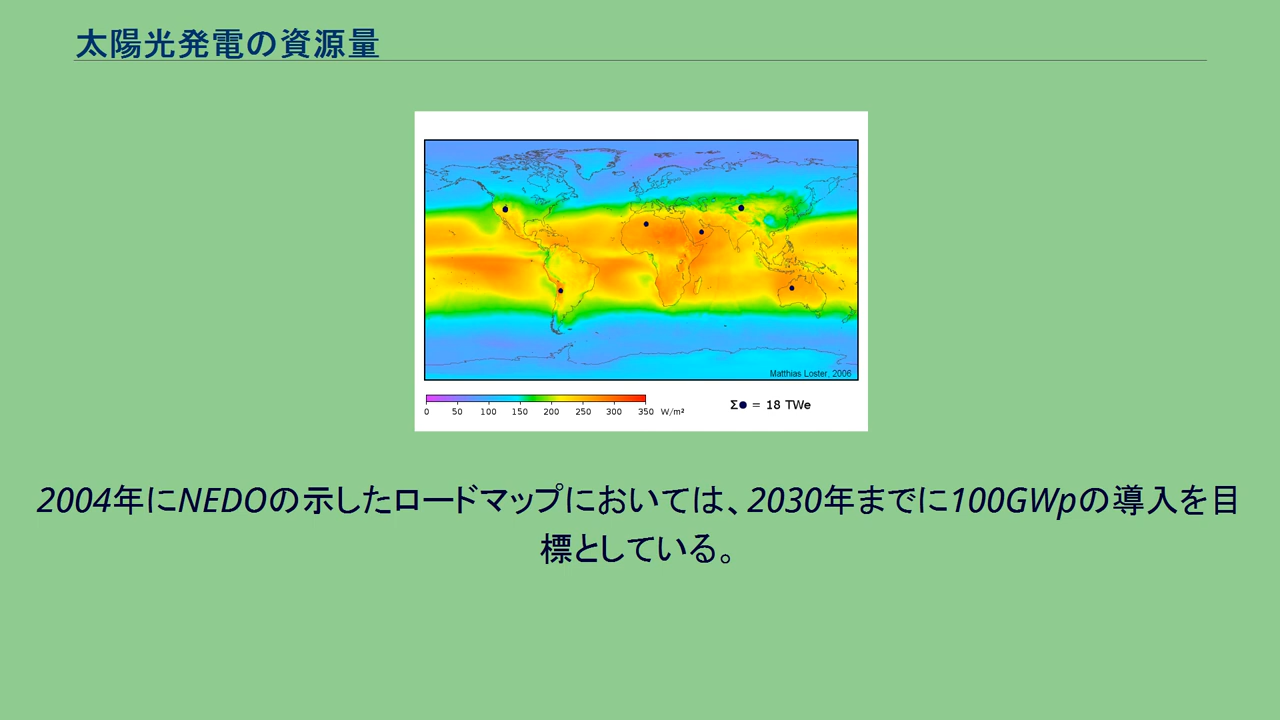 太陽光発電の資源量
Matthias Loster, 2006
0 50 100 150 200 250 300 350 W/m²
Σ● = 18 TWe
2004年にNEDOの示したロードマップにおいては、2030年までに100GWpの導入を目
標としている。